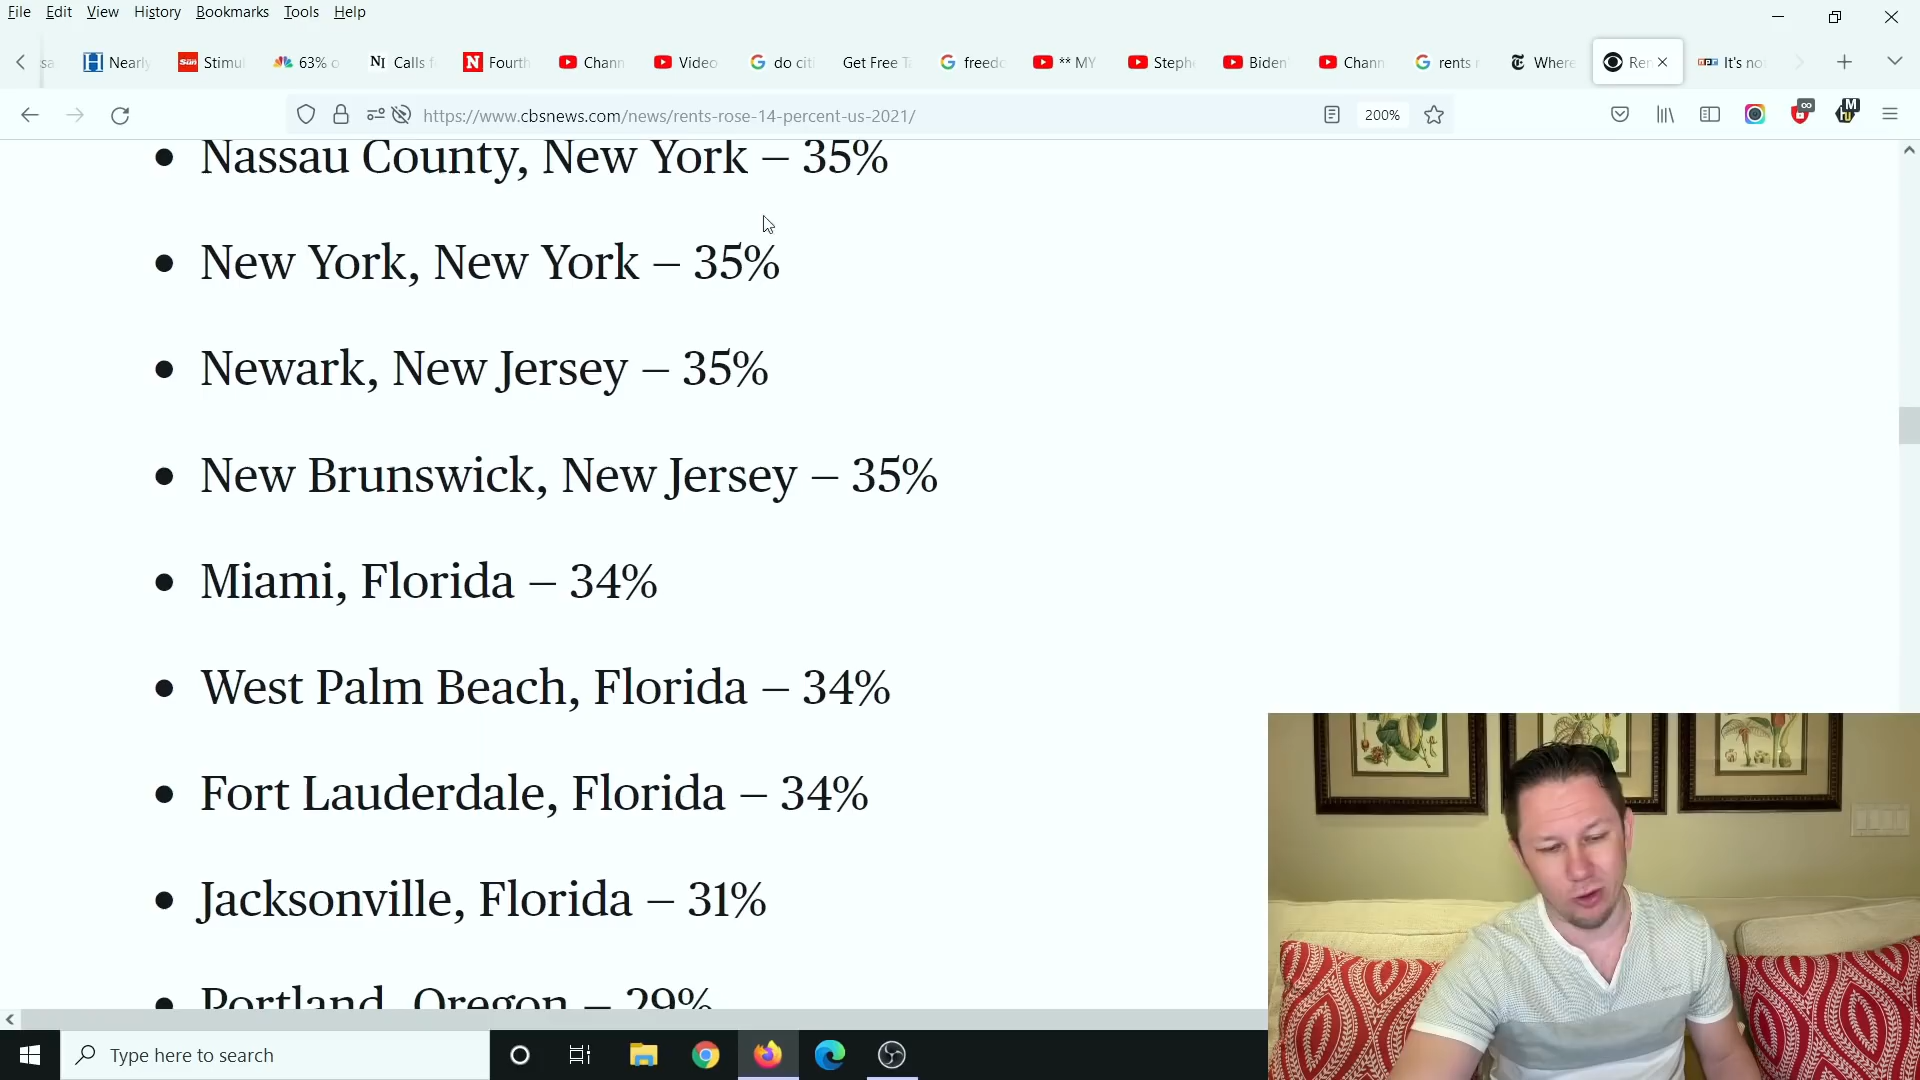 File Edit View History Bookmarks Tools Help
Nearly Stimul 63% o Calls f Fourth Chann Video do citi Get Free Ta freedo ** MY Steph Biden' Chann rents r Where Ren It's no
https://www.cbsnews.com/news/rents-rose-14-percent-us-2021/ 200%
• Nassau County, New York – 35%
• New York, New York – 35%
• Newark, New Jersey – 35%
• New Brunswick, New Jersey – 35%
• Miami, Florida – 34%
• West Palm Beach, Florida – 34%
• Fort Lauderdale, Florida – 34%
• Jacksonville, Florida – 31%
• Portland, Oregon – 29%
Type here to search